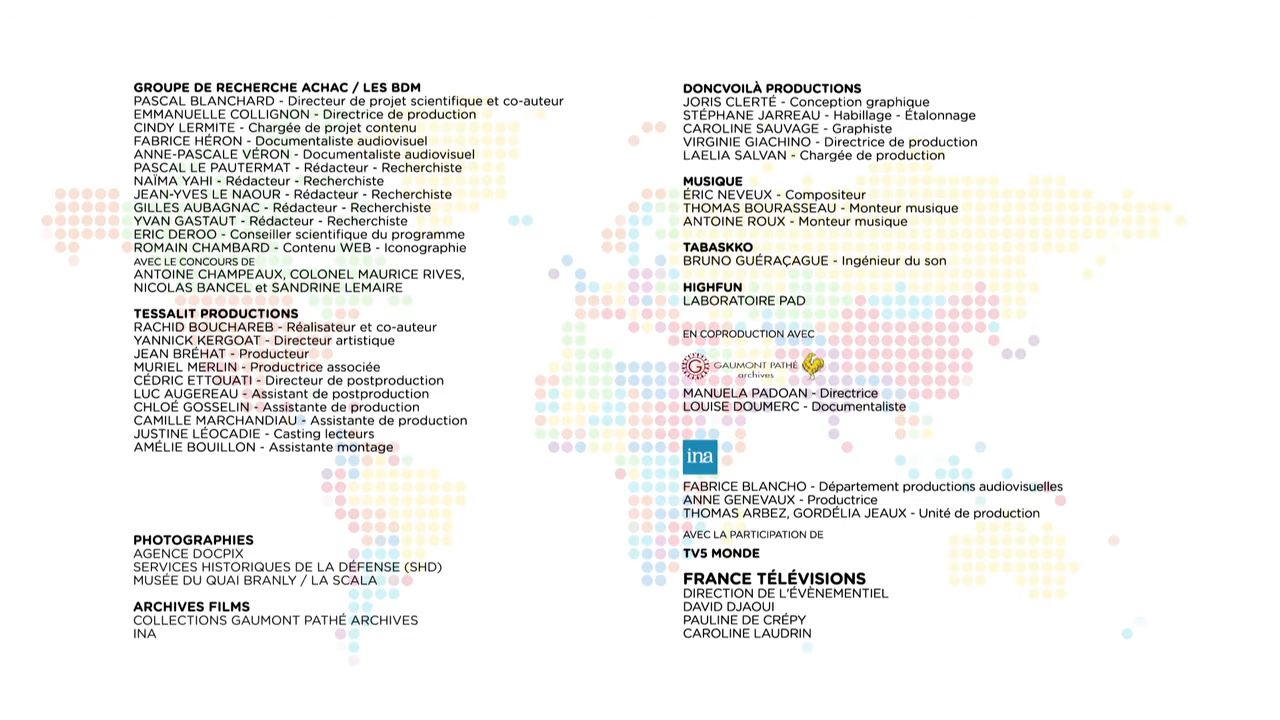 GROUPE DE RECHERCHE ACHAC / LES BDM
PASCAL BLANCHARD - Directeur de projet scientifique et co-auteur
EMMANUELLE COLLIGNON - Directrice de production
CINDY LERMITE - Chargée de projet contenu
FABRICE HÉRON - Documentaliste audiovisuel
ANNE-PASCALE VÉRON - Documentaliste audiovisuel
PASCAL LE PAUTERMAT - Rédacteur - Recherchiste
NAÏMA YAHI - Rédacteur - Recherchiste
JEAN-YVES LE NAOUR - Rédacteur - Recherchiste
GILLES AUBAGNAC - Rédacteur - Recherchiste
YVAN GASTAUT - Rédacteur - Recherchiste
ERIC DEROO - Conseiller scientifique du programme
ROMAIN CHAMBARD - Contenu WEB - Iconographie
AVEC LE CONCOURS DE
ANTOINE CHAMPEAUX, COLONEL MAURICE RIVES,
NICOLAS BANCEL et SANDRINE LEMAIRE
TESSALIT PRODUCTIONS
RACHID BOUCHAREB - Réalisateur et co-auteur
YANNICK KERGOAT - Directeur artistique
JEAN BRÉHAT - Producteur
MURIEL MERLIN - Productrice associée
CÉDRIC ETTOUATI - Directeur de postproduction
LUC AUGEREAU - Assistant de postproduction
CHLOÉ GOSSELIN - Assistante de production
CAMILLE MARCHANDIAU - Assistante de production
JUSTINE LÉOCADIE - Casting lecteurs
AMÉLIE BOUILLON - Assistante montage
PHOTOGRAPHIES
AGENCE DOCPIX
SERVICES HISTORIQUES DE LA DÉFENSE (SHD)
MUSÉE DU QUAI BRANLY / LA SCALA
ARCHIVES FILMS
COLLECTIONS GAUMONT PATHÉ ARCHIVES
INA
DONCVOILÀ PRODUCTIONS
JORIS CLERTÉ - Conception graphique
STÉPHANE JARREAU - Habillage - Étalonnage
CAROLINE SAUVAGE - Graphiste
VIRGINIE GIACHINO - Directrice de production
LAELIA SALVAN - Chargée de production
MUSIQUE
ÉRIC NEVEUX - Compositeur
THOMAS BOURASSEAU - Monteur musique
ANTOINE ROUX - Monteur musique
TABASKKO
BRUNO GUÉRAÇAGUE - Ingénieur du son
HIGHFUN
LABORATOIRE PAD
EN COPRODUCTION AVEC
G GAUMONT PATHÉ
archives
MANUELA PADOAN - Directrice
LOUISE DOUMERC - Documentaliste
ina
FABRICE BLANCHO - Département productions audiovisuelles
ANNE GENEVAUX - Productrice
THOMAS ARBEZ, GORDÉLIA JEAUX - Unité de production
AVEC LA PARTICIPATION DE
TV5 MONDE
FRANCE TÉLÉVISIONS
DIRECTION DE L'ÉVÈNEMENTIEL
DAVID DJAOUI
PAULINE DE CRÉPY
CAROLINE LAUDRIN